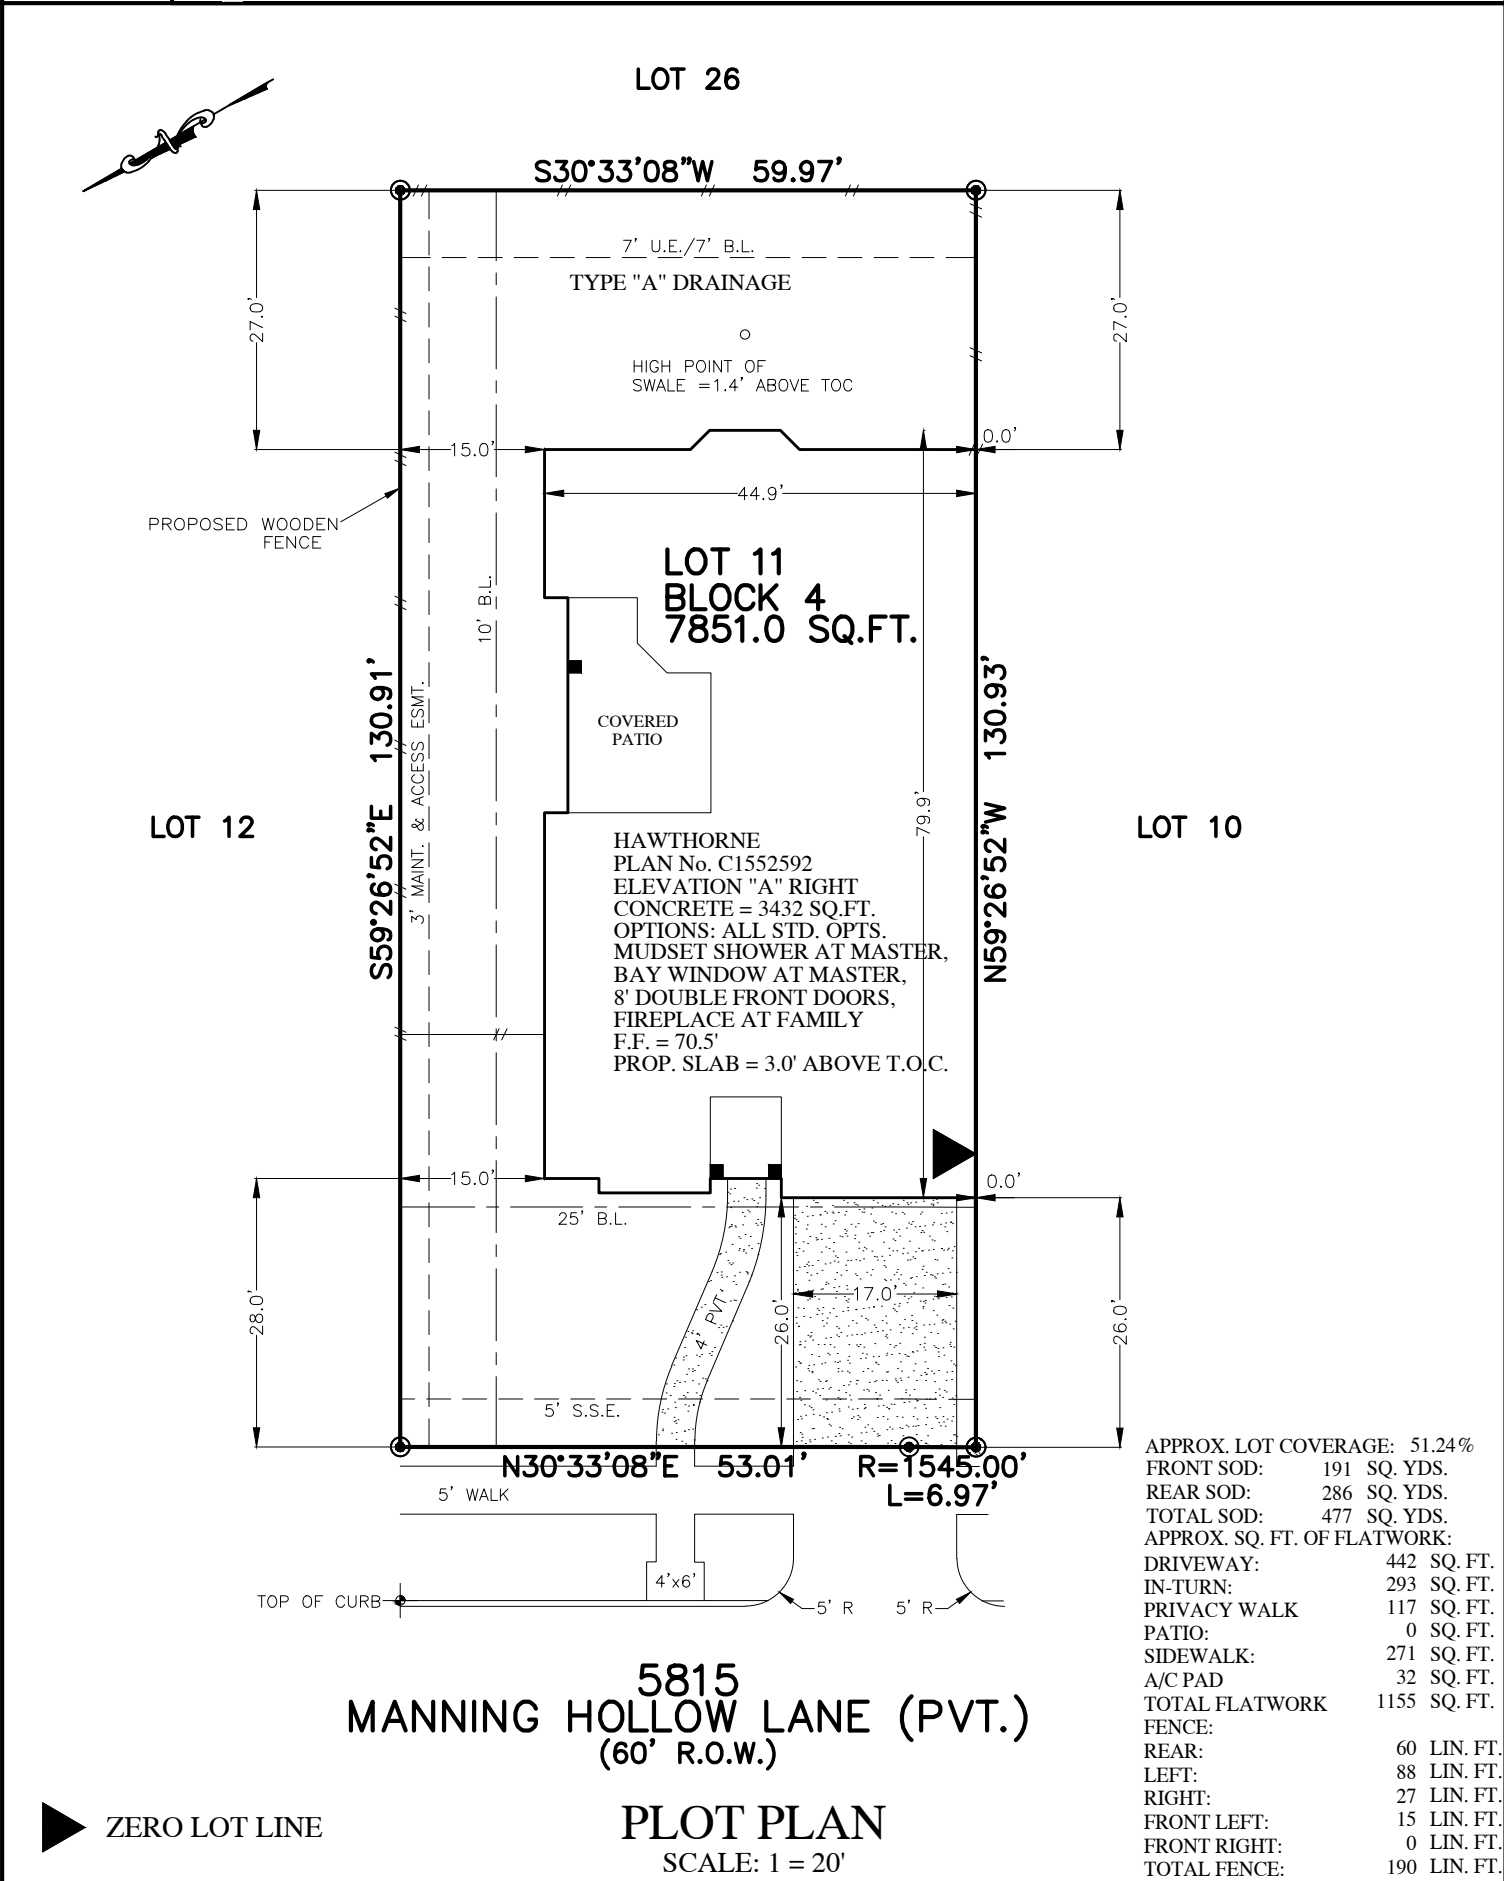 LOT 26
S30°33'08"W 59.97'
7' U.E./7' B.L.
TYPE "A" DRAINAGE
27.0'
27.0'
HIGH POINT OF
SWALE =1.4' ABOVE TOC
15.0'
0.0'
44.9'
PROPOSED WOODEN
FENCE
LOT 11
BLOCK 4
7851.0 SQ.FT.
10' B.L.
S59°26'52"E 130.91'
3' MAINT. & ACCESS ESMT.
COVERED
PATIO
79.9'
N59°26'52"W 130.93'
LOT 12
LOT 10
HAWTHORNE
PLAN No. C1552592
ELEVATION "A" RIGHT
CONCRETE = 3432 SQ.FT.
OPTIONS: ALL STD. OPTS.
MUDSET SHOWER AT MASTER,
BAY WINDOW AT MASTER,
8' DOUBLE FRONT DOORS,
FIREPLACE AT FAMILY
F.F. = 70.5'
PROP. SLAB = 3.0' ABOVE T.O.C.
15.0'
0.0'
25' B.L.
28.0'
4' PVT
26.0'
17.0'
26.0'
5' S.S.E.
N30°33'08"E 53.01'
R=1545.00'
L=6.97'
5' WALK
4'x6'
TOP OF CURB
5' R
5' R
5815
MANNING HOLLOW LANE (PVT.)
(60' R.O.W.)
ZERO LOT LINE
PLOT PLAN
SCALE: 1 = 20'
APPROX. LOT COVERAGE: 51.24%
FRONT SOD: 191 SQ. YDS.
REAR SOD: 286 SQ. YDS.
TOTAL SOD: 477 SQ. YDS.
APPROX. SQ. FT. OF FLATWORK:
DRIVEWAY: 442 SQ. FT.
IN-TURN: 293 SQ. FT.
PRIVACY WALK 117 SQ. FT.
PATIO: 0 SQ. FT.
SIDEWALK: 271 SQ. FT.
A/C PAD 32 SQ. FT.
TOTAL FLATWORK 1155 SQ. FT.
FENCE:
REAR: 60 LIN. FT.
LEFT: 88 LIN. FT.
RIGHT: 27 LIN. FT.
FRONT LEFT: 15 LIN. FT.
FRONT RIGHT: 0 LIN. FT.
TOTAL FENCE: 190 LIN. FT.